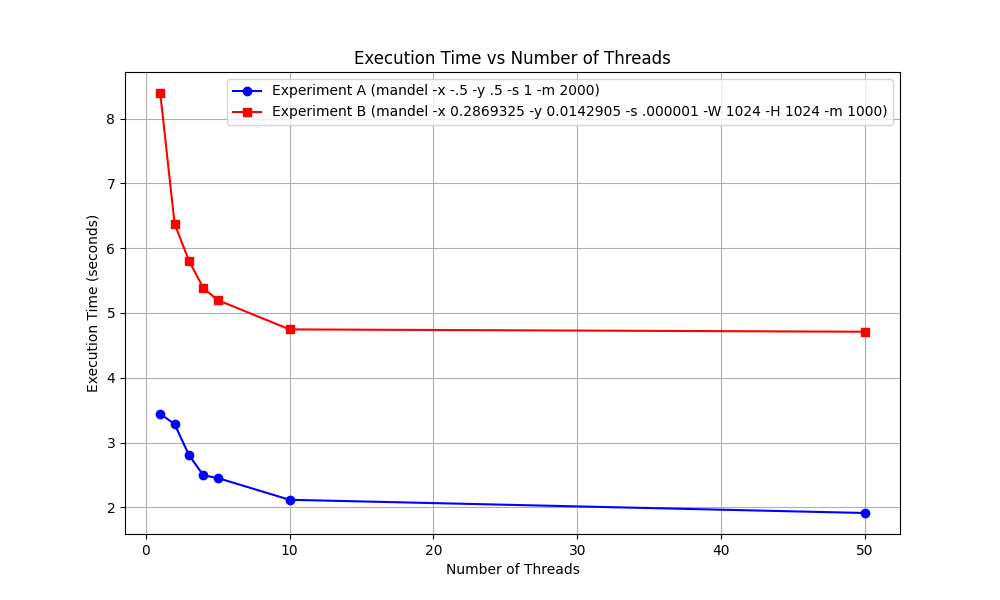 Execution Time vs Number of Threads
Experiment A (mandel -x -.5 -y .5 -s 1 -m 2000)
Experiment B (mandel -x 0.2869325 -y 0.0142905 -s .000001 -W 1024 -H 1024 -m 1000)
Execution Time (seconds)
8
7
6
5
4
3
2
0 10 20 30 40 50
Number of Threads